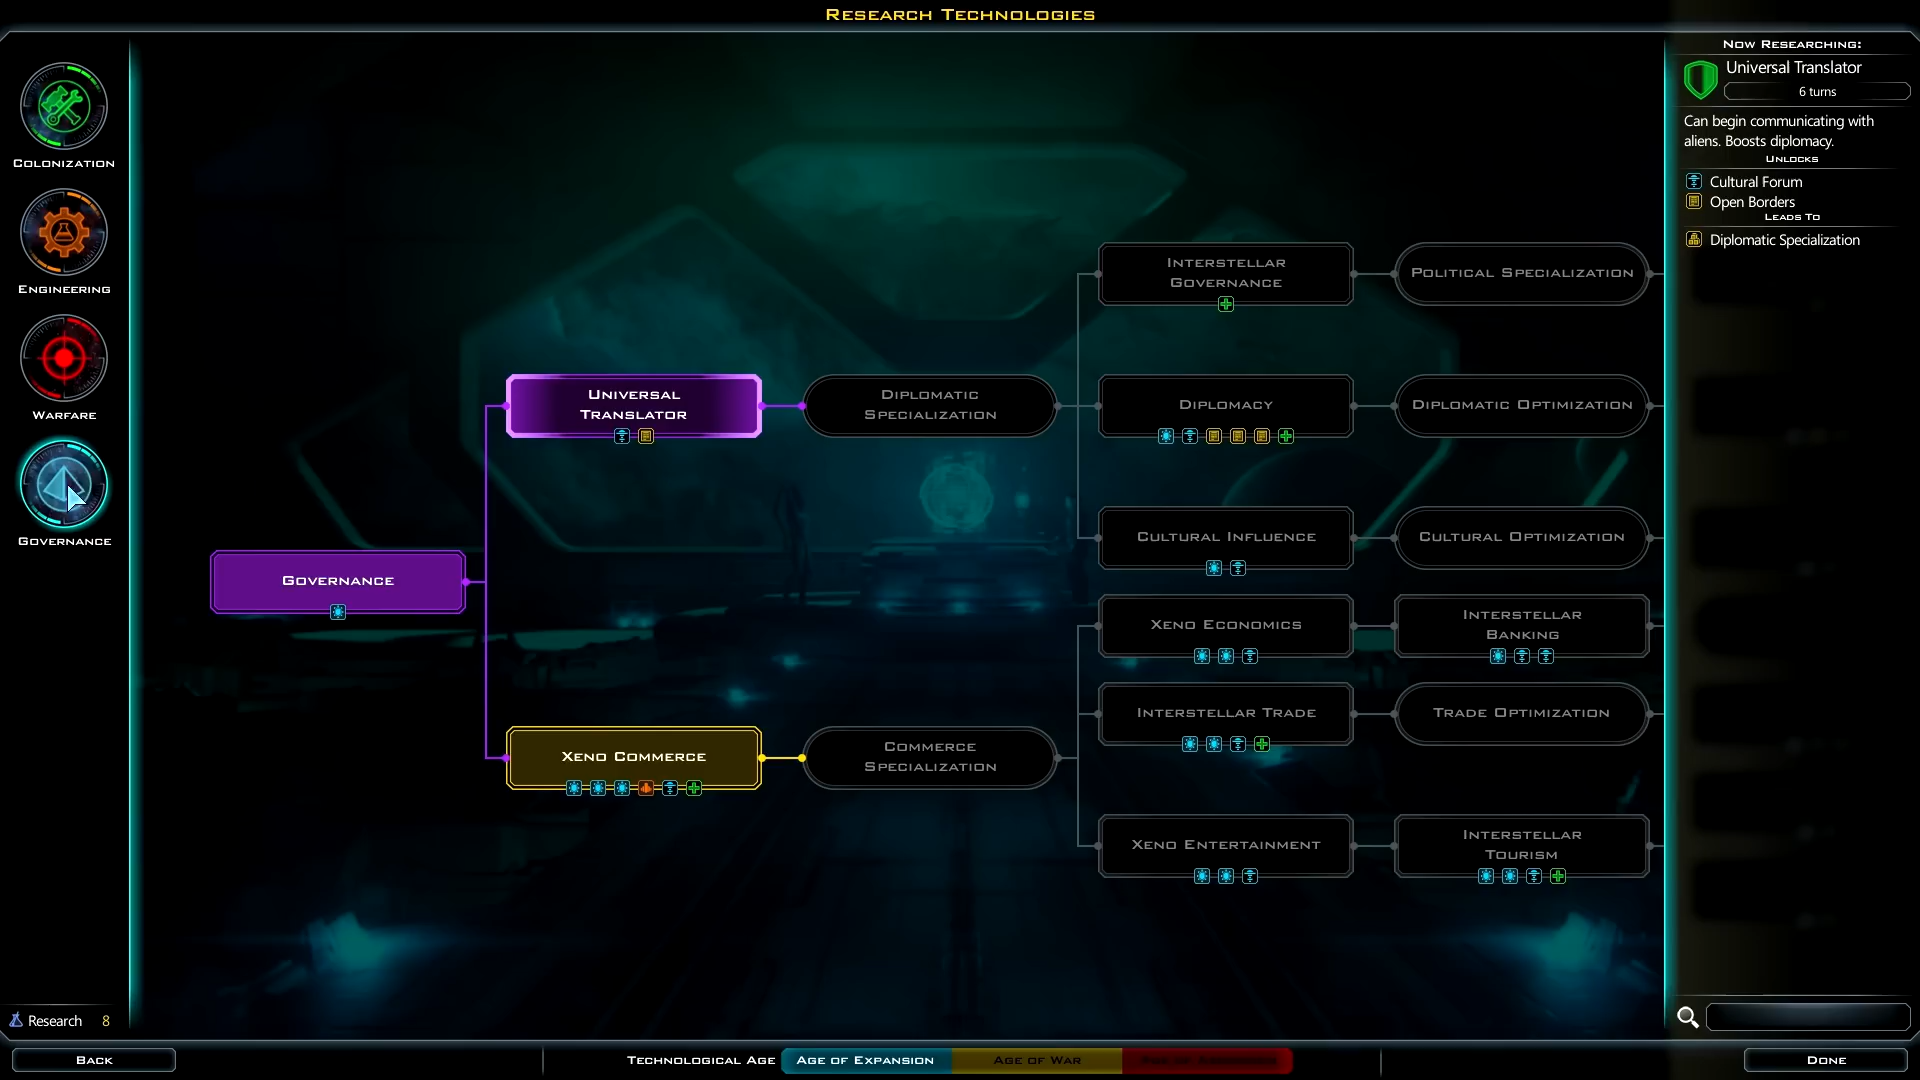 Research Technologies
Colonization
Engineering
Warfare
Governance
Research 8
Governance
Universal
Translator
Xeno Commerce
Diplomatic
Specialization
Commerce
Specialization
Interstellar
Governance
Diplomacy
Cultural Influence
Xeno Economics
Interstellar Trade
Xeno Entertainment
Political Specialization
Diplomatic Optimization
Cultural Optimization
Interstellar
Banking
Trade Optimization
Interstellar
Tourism
Now Researching:
Universal Translator
6 turns
Can begin communicating with
aliens. Boosts diplomacy.
Unlocks
Cultural Forum
Open Borders
Leads To
Diplomatic Specialization
Back
Technological Age
Age of Expansion
Age of War
Done